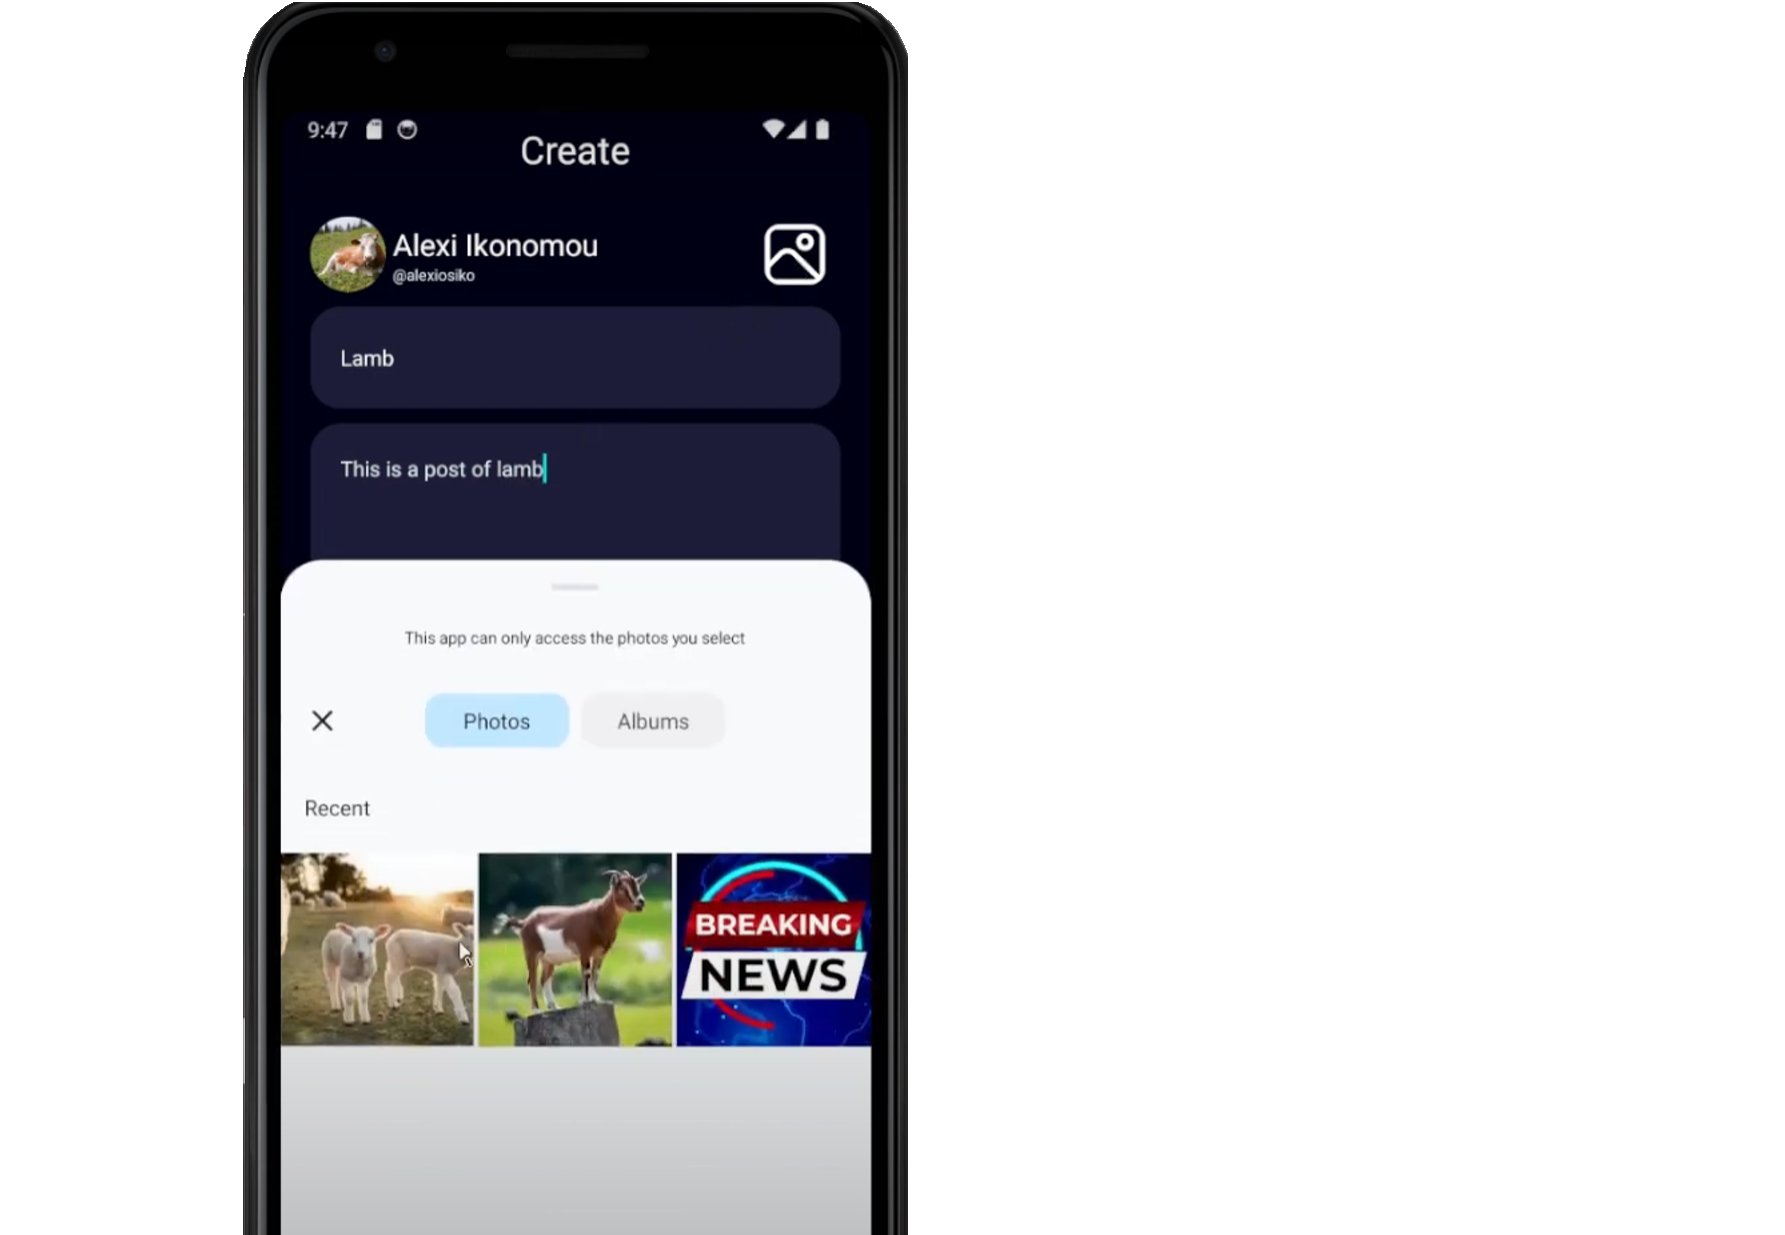 9:47
Create
Alexi Ikonomou
@alexiosiko
Lamb
This is a post of lamb
This app can only access the photos you select
Photos
Albums
Recent
BREAKING
NEWS